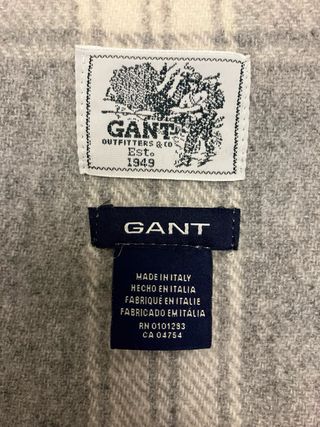 GANT
OUTFITTERS & CO
Est.
1949
GANT
MADE IN ITALY
HECHO EN ITALIA
FABRIQUÉ EN ITALIE
FABRICADO EM ITÁLIA
RN 0101293
CA 04754